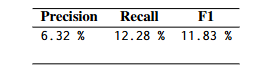 Precision Recall F1
6.32 % 12.28 % 11.83 %